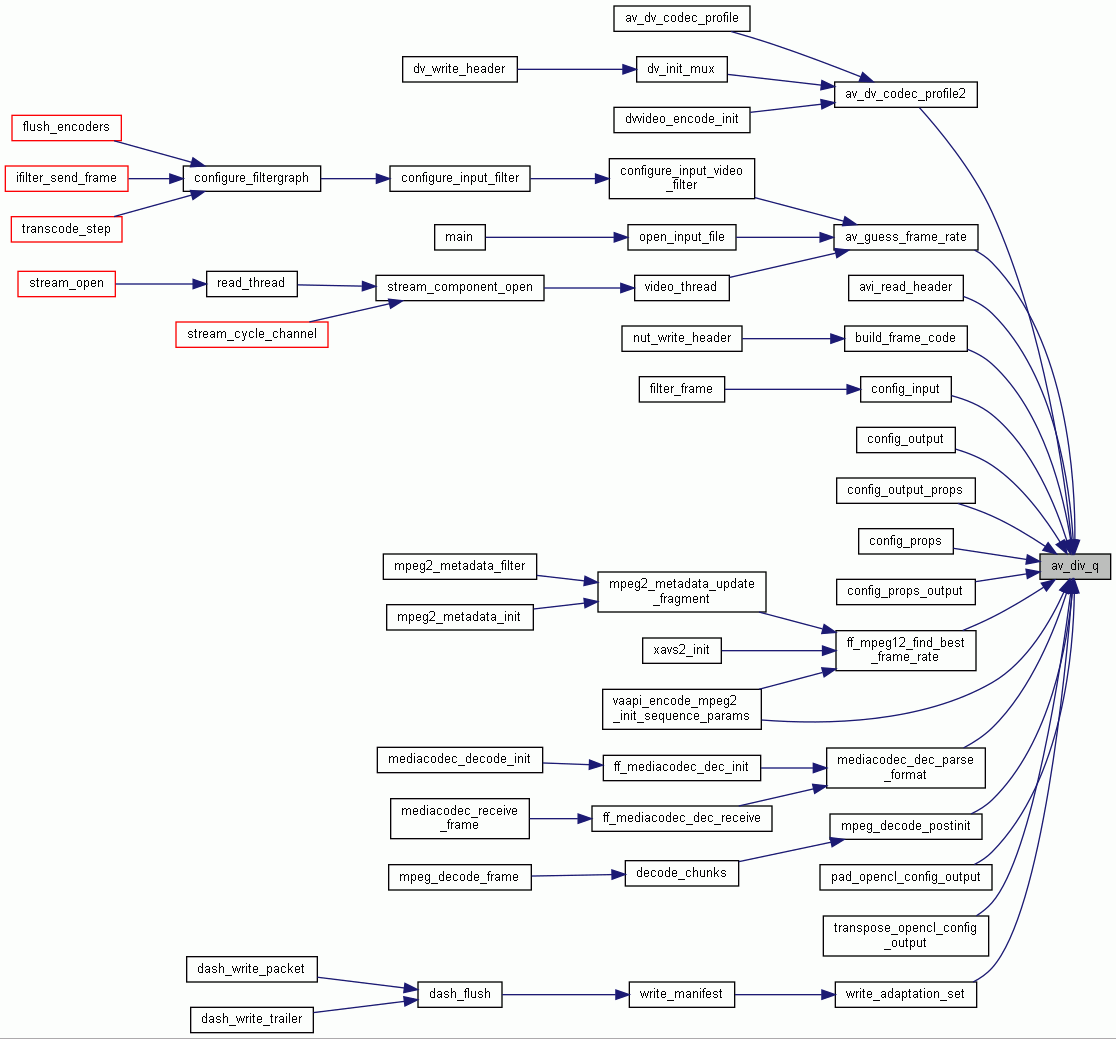 av_dv_codec_profile
dv_write_header
dv_init_mux
av_dv_codec_profile2
dvvideo_encode_init
flush_encoders
ifilter_send_frame
configure_filtergraph
configure_input_filter
configure_input_video
_filter
transcode_step
main
open_input_file
av_guess_frame_rate
stream_open
read_thread
stream_component_open
video_thread
avi_read_header
stream_cycle_channel
nut_write_header
build_frame_code
filter_frame
config_input
config_output
config_output_props
config_props
av_div_q
mpeg2_metadata_filter
mpeg2_metadata_update
_fragment
config_props_output
mpeg2_metadata_init
xavs2_init
ff_mpeg12_find_best
_frame_rate
vaapi_encode_mpeg2
_init_sequence_params
mediacodec_decode_init
ff_mediacodec_dec_init
mediacodec_dec_parse
_format
mediacodec_receive
_frame
ff_mediacodec_dec_receive
mpeg_decode_postinit
mpeg_decode_frame
decode_chunks
pad_opencl_config_output
transpose_opencl_config
_output
dash_write_packet
dash_flush
write_manifest
write_adaptation_set
dash_write_trailer